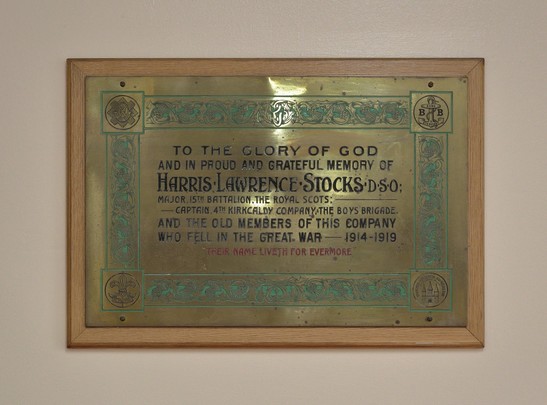 B B
TO THE GLORY OF GOD
AND IN PROUD AND GRATEFUL MEMORY OF
HARRIS·LAWRENCE·STOCKS·D·S·O;
MAJOR, 15TH BATTALION, THE ROYAL SCOTS;
CAPTAIN, 4TH KIRKCALDY COMPANY, THE BOYS BRIGADE,
AND THE OLD MEMBERS OF THIS COMPANY
WHO FELL IN THE GREAT WAR — 1914-1919
"THEIR NAME LIVETH FOR EVERMORE"